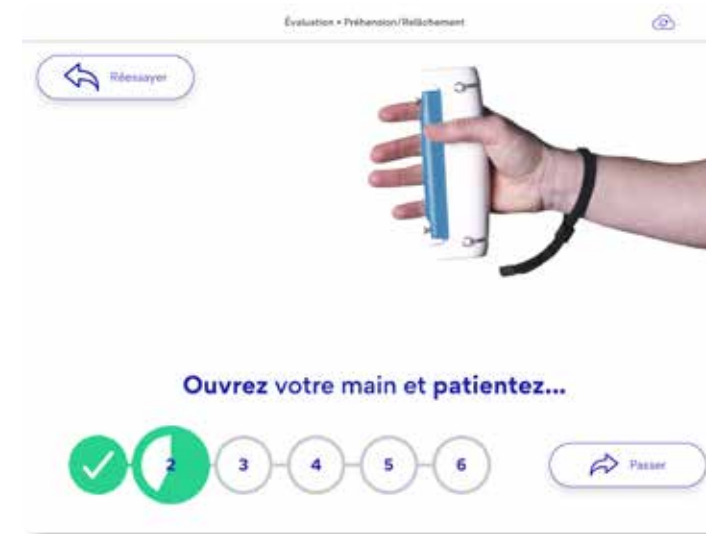 Évaluation • Préhension/Relâchement
Réessayer
Ouvrez votre main et patientez...
2 3 4 5 6
Passer